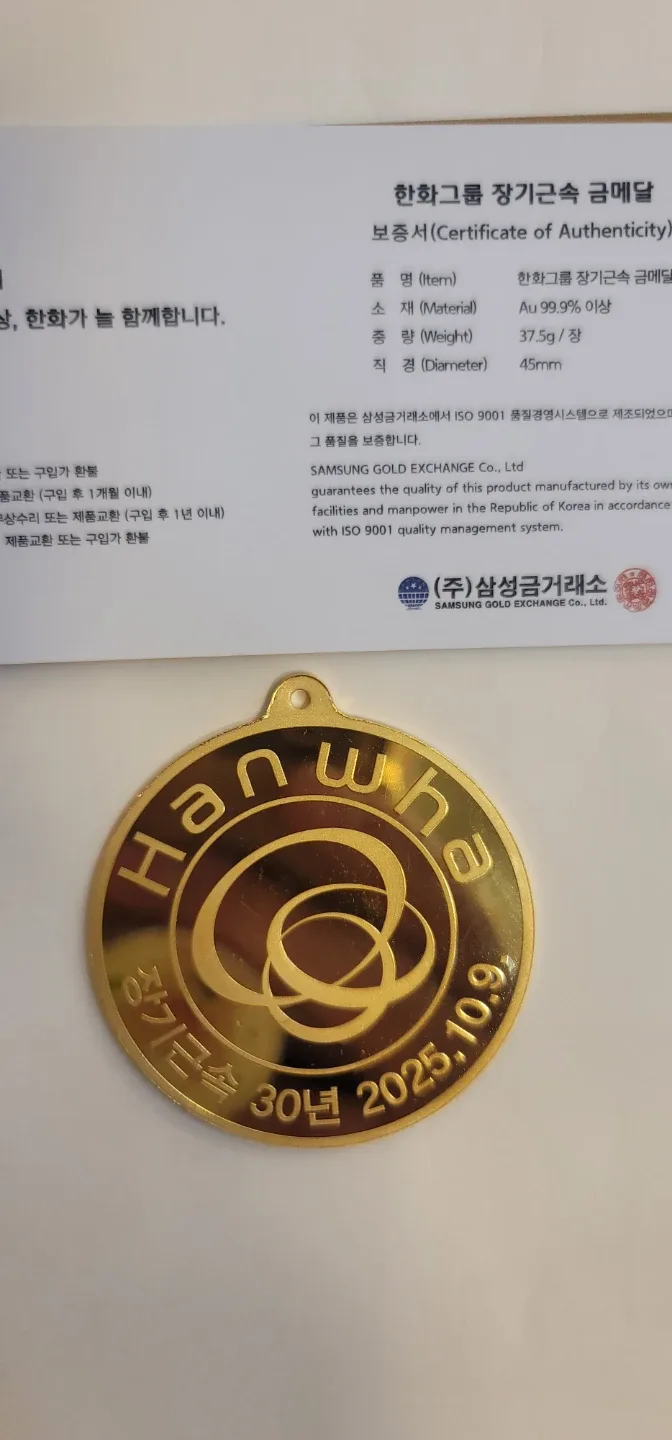 한화그룹 장기근속 금메달
보증서(Certificate of Authenticity)
품 명 (Item) 한화그룹 장기근속 금메달
소 재 (Material) Au 99.9% 이상
중 량 (Weight) 37.5g / 장
직 경 (Diameter) 45mm
이 제품은 삼성금거래소에서 ISO 9001 품질경영시스템으로 제조되었으며
그 품질을 보증합니다.
SAMSUNG GOLD EXCHANGE Co., Ltd
guarantees the quality of this product manufactured by its own
facilities and manpower in the Republic of Korea in accordance
with ISO 9001 quality management system.
(주)삼성금거래소
SAMSUNG GOLD EXCHANGE Co., Ltd.
한화가 늘 함께합니다.
또는 구입가 환불
품교환 (구입 후 1개월 이내)
무상수리 또는 제품교환 (구입 후 1년 이내)
제품교환 또는 구입가 환불
Hanwha
장기근속 30년 2025.10.9.